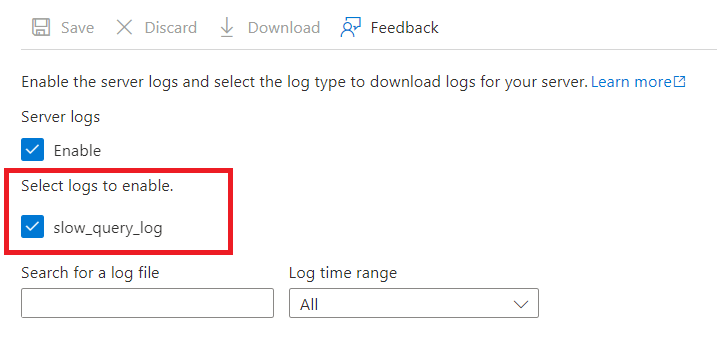 Save Discard Download Feedback
Enable the server logs and select the log type to download logs for your server. Learn more
Server logs
Enable
Select logs to enable.
slow_query_log
Search for a log file Log time range
All